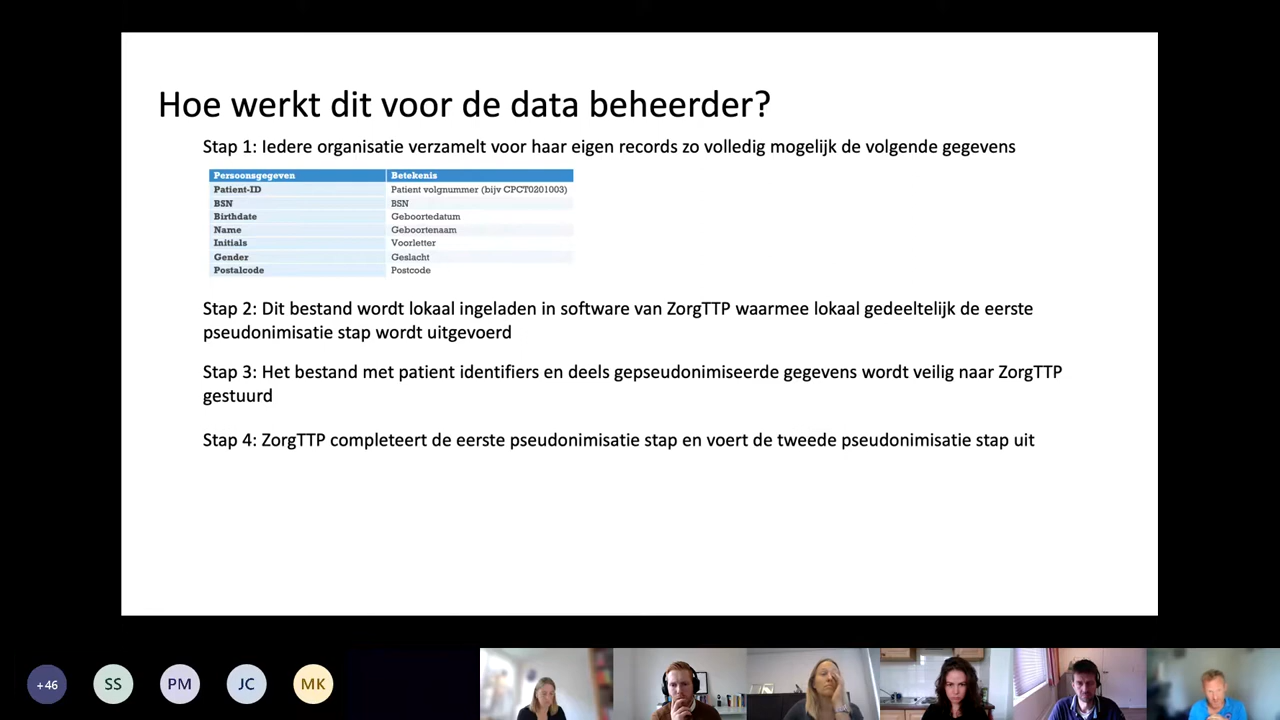 Hoe werkt dit voor de data beheerder?
Stap 1: Iedere organisatie verzamelt voor haar eigen records zo volledig mogelijk de volgende gegevens
Persoonsgegeven Betekenis
Patient-ID Patient volgnummer (bijv CPCT0201003)
BSN BSN
Birthdate Geboortedatum
Name Geboortenaam
Initials Voorletter
Gender Geslacht
Postalcode Postcode
Stap 2: Dit bestand wordt lokaal ingeladen in software van ZorgTTP waarmee lokaal gedeeltelijk de eerste
pseudonimisatie stap wordt uitgevoerd
Stap 3: Het bestand met patient identifiers en deels gepseudonimiseerde gegevens wordt veilig naar ZorgTTP
gestuurd
Stap 4: ZorgTTP completeert de eerste pseudonimisatie stap en voert de tweede pseudonimisatie stap uit
+46 SS PM JC MK